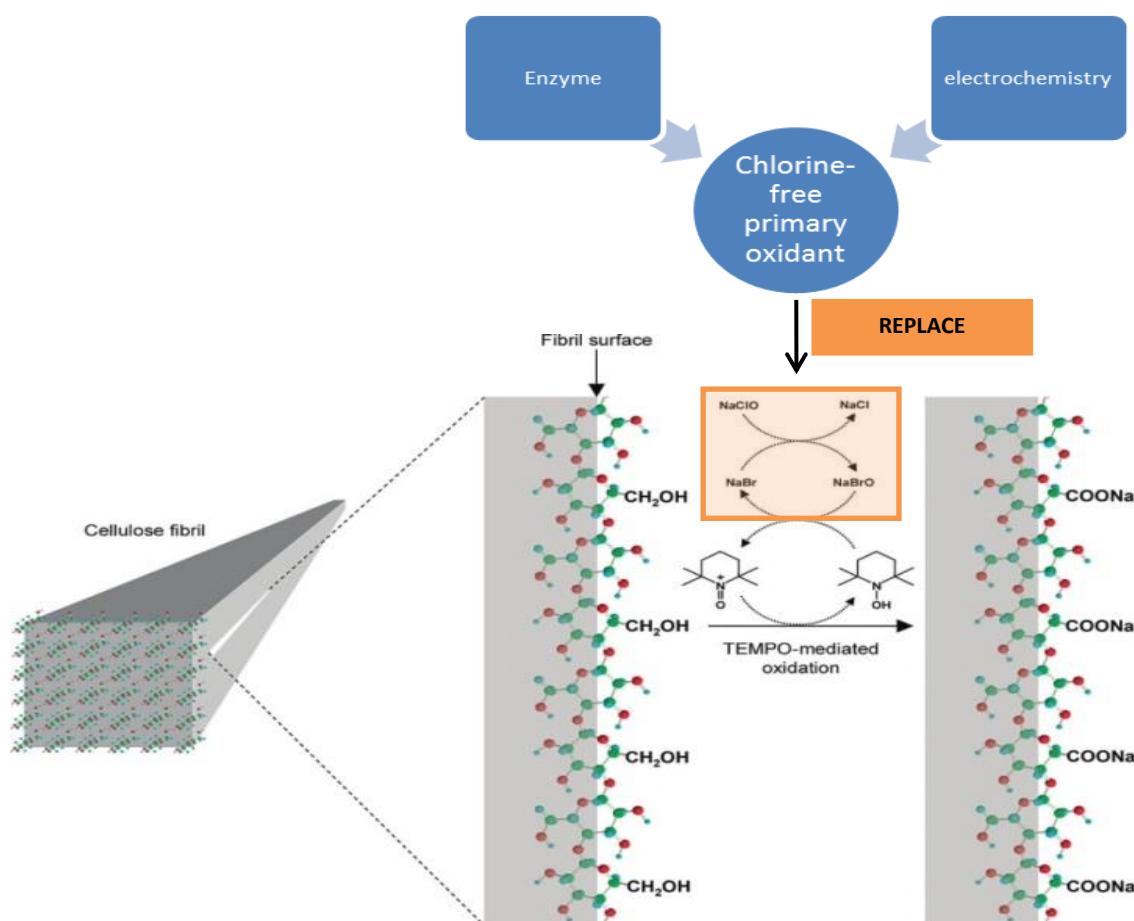 Enzyme
electrochemistry
Chlorine-
free
primary
oxidant
REPLACE
Fibril surface
NaClO
NaCl
NaBr
NaBrO
CH₂OH
COONa
Cellulose fibril
N
+
O
N
OH
CH₂OH
COONa
TEMPO-mediated
oxidation
CH₂OH
COONa
CH₂OH
COONa